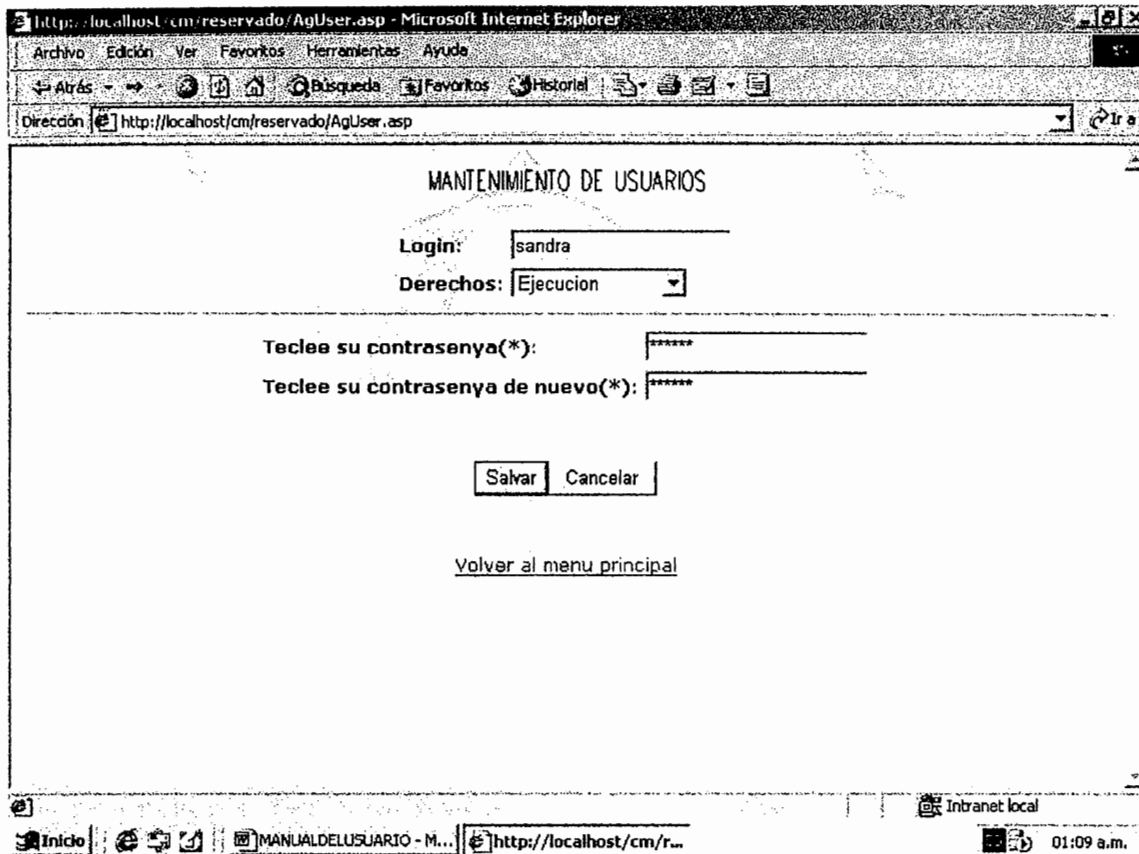 http://localhost/cm/reservado/AgUser.asp - Microsoft Internet Explorer
Archivo Edición Ver Favoritos Herramientas Ayuda
Atrás Búsqueda Favoritos Historial
Dirección http://localhost/cm/reservado/AgUser.asp Ir a
MANTENIMIENTO DE USUARIOS
Login: sandra
Derechos: Ejecucion
Teclee su contrasenya(*): ******
Teclee su contrasenya de nuevo(*): ******
Salvar Cancelar
Volver al menu principal
Intranet local
Inicio MANUALDELUSUARIO - M... http://localhost/cm/r... 01:09 a.m.